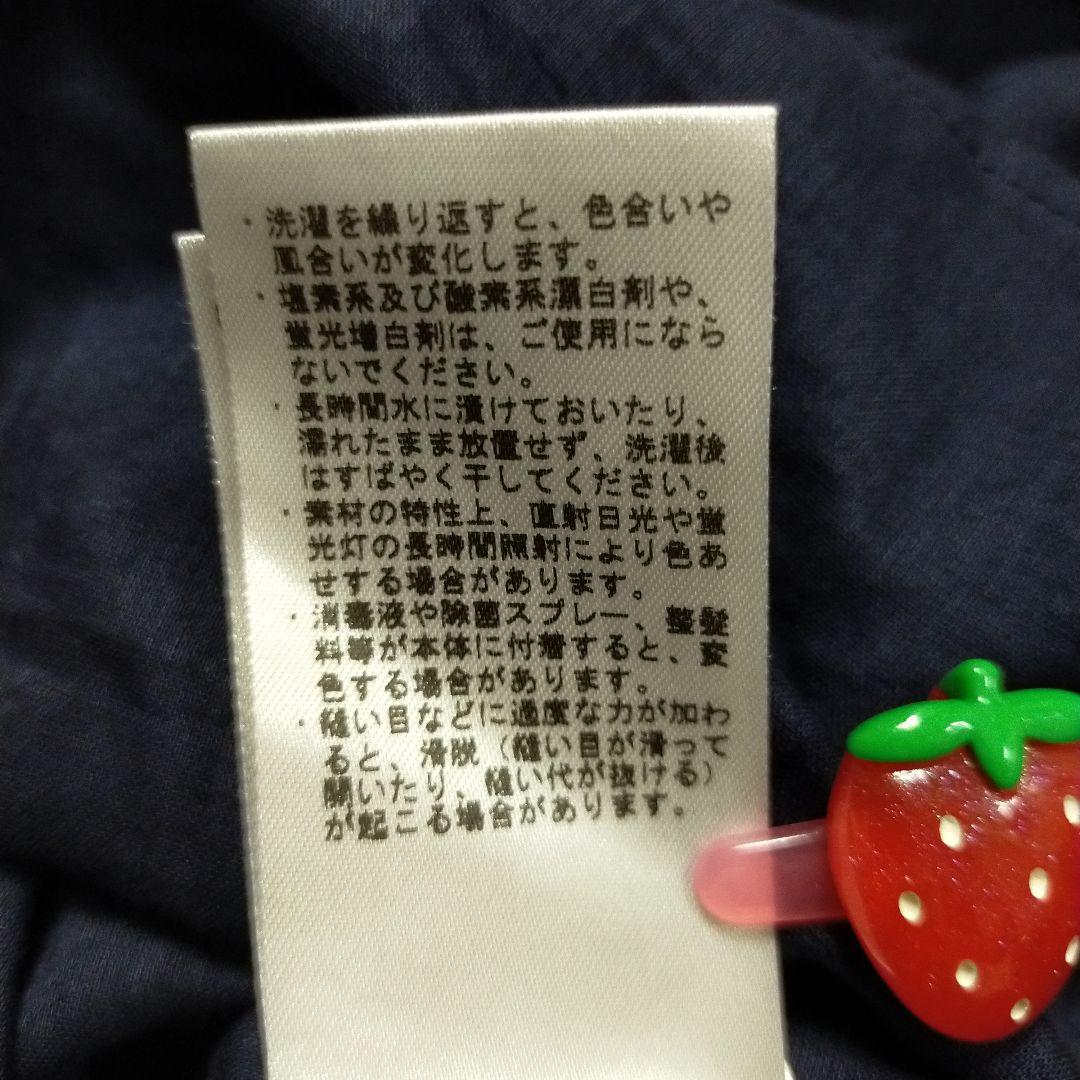 ・洗濯を繰り返すと、色合いや
風合いが変化します。
・塩素系及び酸素系漂白剤や、
蛍光増白剤は、ご使用になら
ないでください。
・長時間水に漬けておいたり、
濡れたまま放置せず、洗濯後
はすばやく干してください。
・素材の特性上、直射日光や蛍
光灯の長時間照射により色あ
せする場合があります。
・消毒液や除菌スプレー、整髪
料等が本体に付着すると、変
色する場合があります。
・縫い目などに過度な力が加わ
ると、滑脱（縫い目が滑って
開いたり、縫い代が抜ける）
が起こる場合があります。